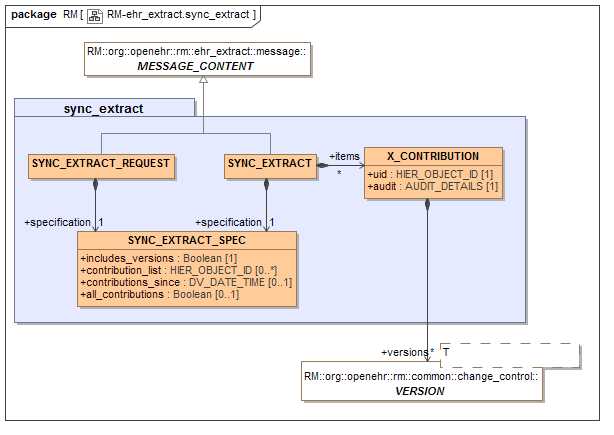 package RM [ RM-ehr_extract.sync_extract ]
RM::org::openehr::rm::ehr_extract::message::
MESSAGE_CONTENT
sync_extract
SYNC_EXTRACT_REQUEST
SYNC_EXTRACT
+items
*
X_CONTRIBUTION
+uid : HIER_OBJECT_ID [1]
+audit : AUDIT_DETAILS [1]
+specification 1
+specification 1
SYNC_EXTRACT_SPEC
+includes_versions : Boolean [1]
+contribution_list : HIER_OBJECT_ID [0..*]
+contributions_since : DV_DATE_TIME [0..1]
+all_contributions : Boolean [0..1]
+versions *
T
RM::org::openehr::rm::common::change_control::
VERSION